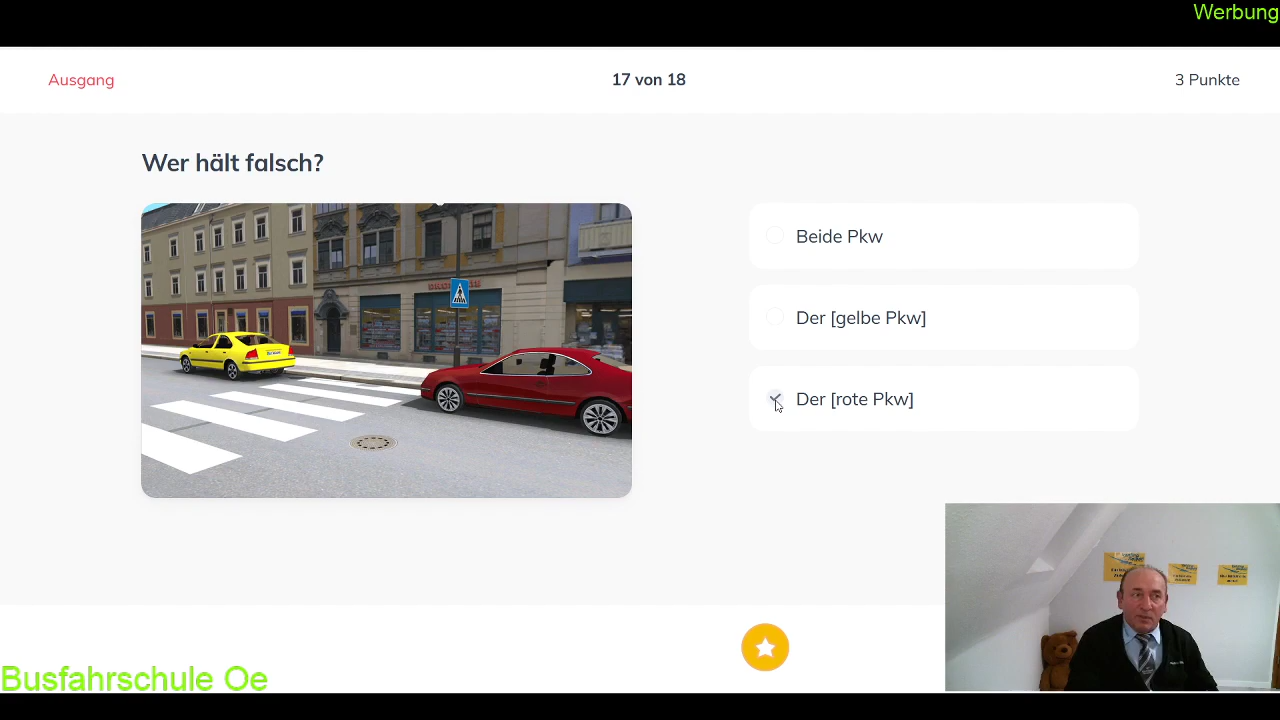 Werbung
Ausgang
17 von 18
3 Punkte
Wer hält falsch?
Beide Pkw
Der [gelbe Pkw]
Der [rote Pkw]
Busfahrschule Oe